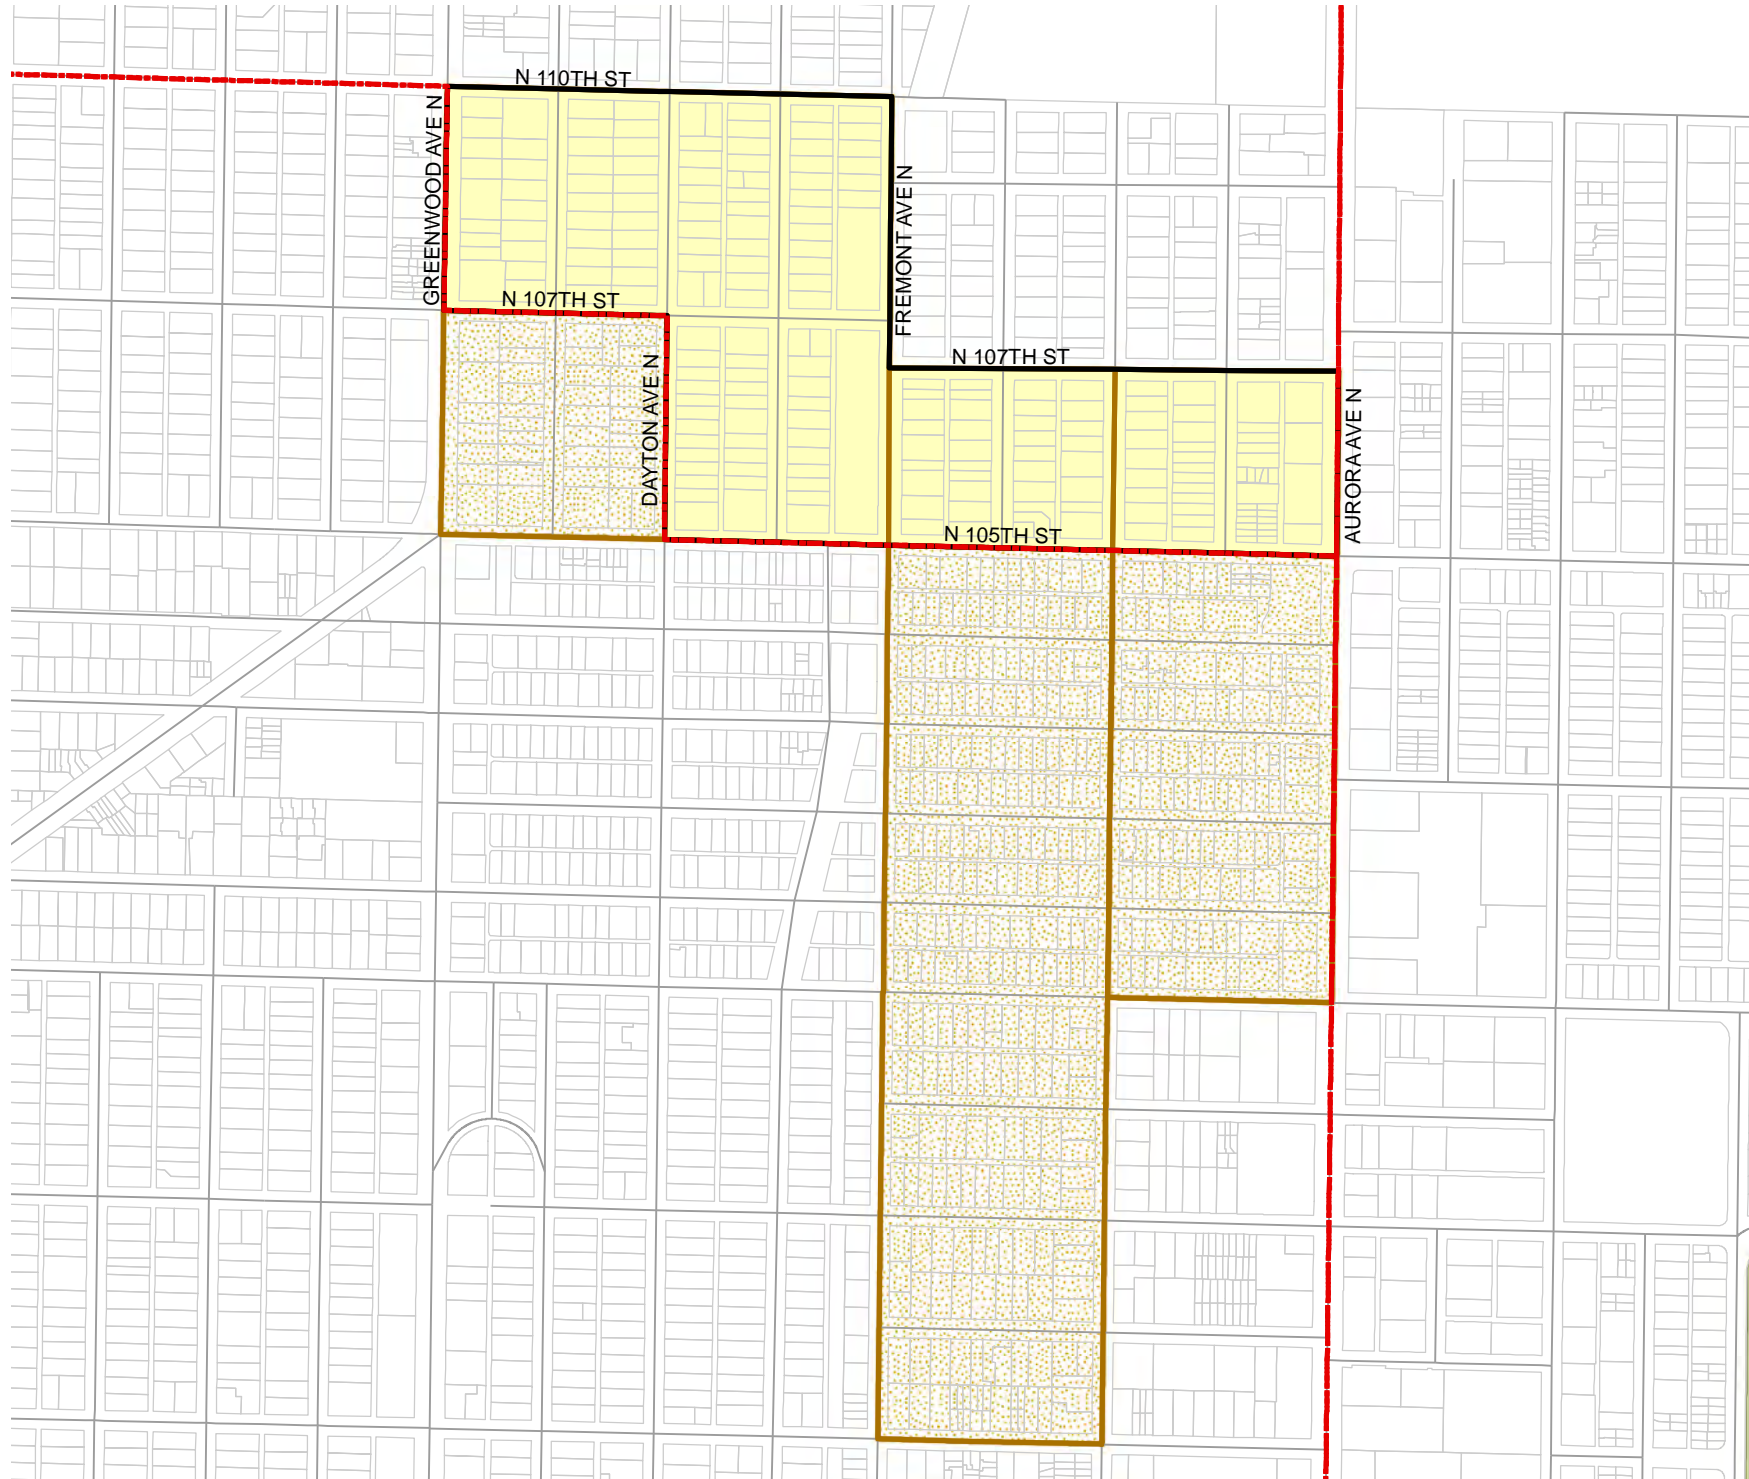 N 110TH ST
GREENWOOD AVE N
FREMONT AVE N
N 107TH ST
N 107TH ST
DAYTON AVE N
AURORA AVE N
N 105TH ST